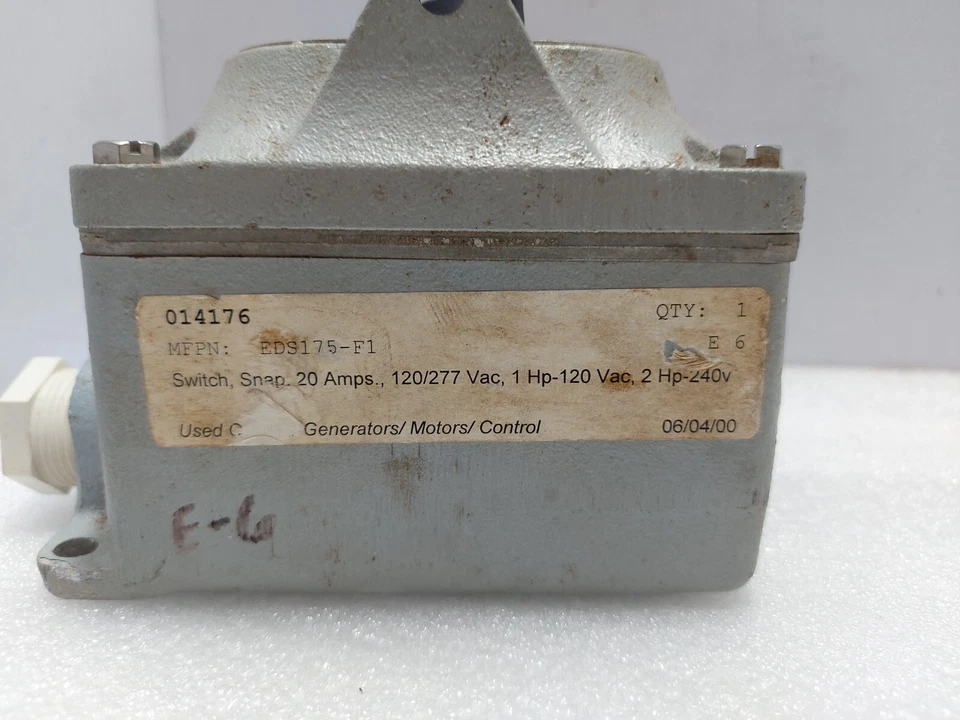 014176 QTY: 1
MFPN: EDS175-F1 E 6
Switch, Snap. 20 Amps., 120/277 Vac, 1 Hp-120 Vac, 2 Hp-240v
Used Generators/ Motors/ Control 06/04/00
E-6